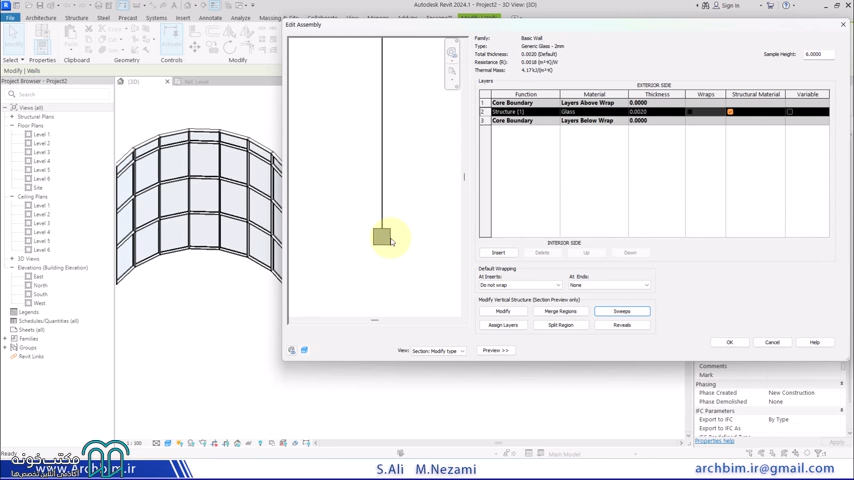 Autodesk Revit 2024.1 - Project2 - 3D View: {3D}
Sign In
File
Architecture
Structure
Steel
Precast
Systems
Insert
Annotate
Analyze
Modify
Paste
Select
Properties
Clipboard
Geometry
Controls
Modify | Walls
Project Browser - Project2
Search
Views (all)
Structural Plans
Floor Plans
Level 1
Level 2
Level 3
Level 4
Level 5
Level 6
Site
Ceiling Plans
Level 1
Level 2
Level 3
Level 4
Level 5
Level 6
3D Views
Elevations (Building Elevation)
East
North
South
West
Legends
Schedules/Quantities (all)
Sheets (all)
Families
Groups
Revit Links
Ready
{3D}
1 : 100
Edit Assembly
Family: Basic Wall
Type: Generic Glass - 2mm
Total thickness: 0.0020 (Default)
Resistance (R): 0.0018 (m²·K)/W
Thermal Mass: 4.17 kJ/(m²·K)
Sample Height: 6.0000
Layers
EXTERIOR SIDE
Function Material Thickness Wraps Structural Material Variable
1 Core Boundary Layers Above Wrap 0.0000
2 Structure [1] Glass 0.0020
3 Core Boundary Layers Below Wrap 0.0000
INTERIOR SIDE
Insert Delete Up Down
Default Wrapping
At Inserts: At Ends:
Do not wrap None
Modify Vertical Structure (Section Preview only)
Modify Merge Regions Sweeps
Assign Layers Split Region Reveals
OK Cancel Help
View: Section: Modify type Preview >>
Comments
Mark
Phasing
Phase Created New Construction
Phase Demolished None
IFC Parameters
Export to IFC By Type
Export to IFC As
Properties help
Apply
Main Model
مکتب خونه
www.Archbim.ir
S.Ali M.Nezami
archbim.ir@gmail.com